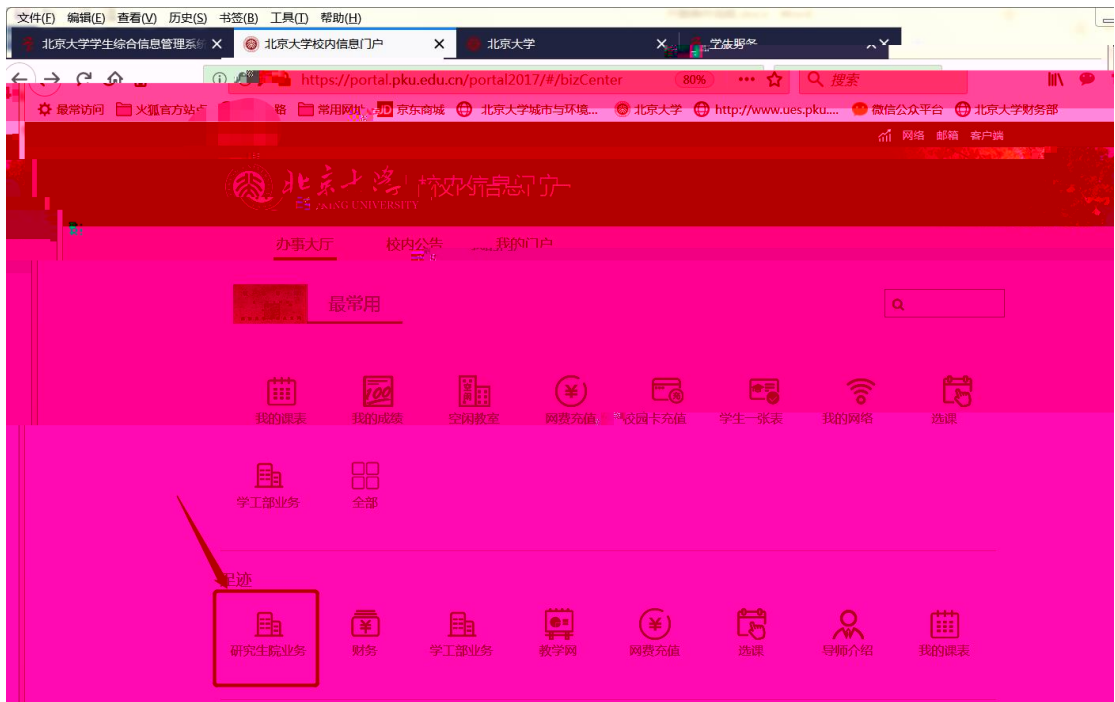 文件(F) 编辑(E) 查看(V) 历史(S) 书签(B) 工具(T) 帮助(H)
北京大学学生综合信息管理系统 北京大学校内信息门户 北京大学
https://portal.pku.edu.cn/portal2017/#/bizCenter 80% 搜索
最常访问 火狐官方站点 常用网址 JD 京东商城 北京大学城市与环境... 北京大学 http://www.ues.pku.... 微信公众平台 北京大学财务部
网络 邮箱 客户端
北京大学 校内信息门户
PEKING UNIVERSITY
办事大厅 校内公告 我的门户
最常用
我的课表 我的成绩 空闲教室 网费充值 校园卡充值 学生一张表 我的网络 选课
学工部业务 全部
足迹
研究生院业务 财务 学工部业务 教学网 网费充值 选课 导师介绍 我的课表